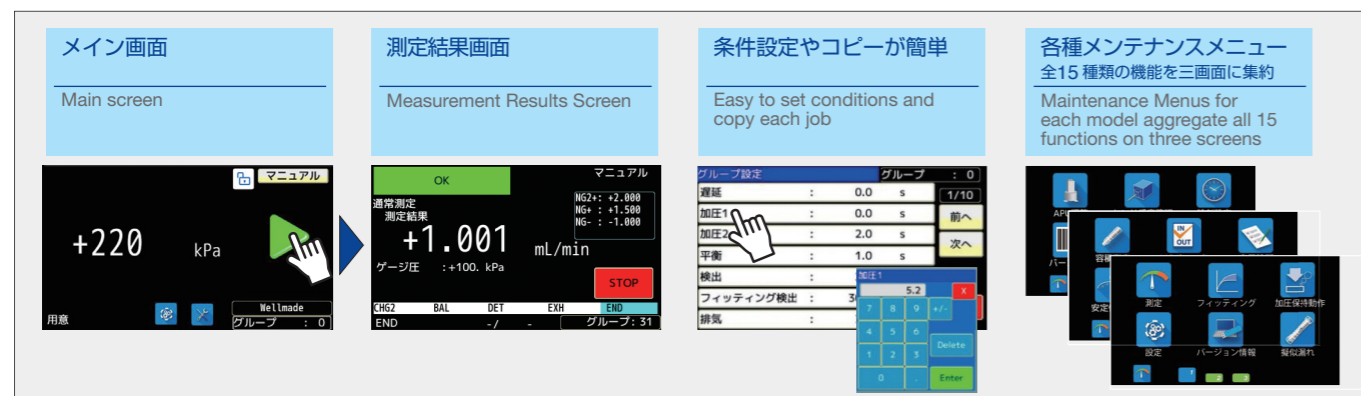 メイン画面
Main screen
測定結果画面
Measurement Results Screen
条件設定やコピーが簡単
Easy to set conditions and
copy each job
各種メンテナンスメニュー
全15種類の機能を三画面に集約
Maintenance Menus for
each model aggregate all 15
functions on three screens
マニュアル
+220 kPa
Wellmade
用意 グループ : 0
OK マニュアル
通常測定
測定結果
NG2+: +2.000
NG+ : +1.500
NG- : -1.000
+1.001 mL/min
ゲージ圧 :+100. kPa
STOP
CHG2 BAL DET EXH END
END -/ - グループ: 31
グループ設定 グループ : 0
遅延 : 0.0 s 1/10
加圧1 : 0.0 s 前へ
加圧2 : 2.0 s
次へ
平衡 : 1.0 s
検出 :
フィッティング検出 : 3
排気 :
加圧1
5.2 X
7 8 9 +/-
4 5 6
Delete
1 2 3
0 . Enter
IN
OUT
測定 フィッティング 加圧保持動作
設定 バージョン情報 擬似漏れ
1 2 3